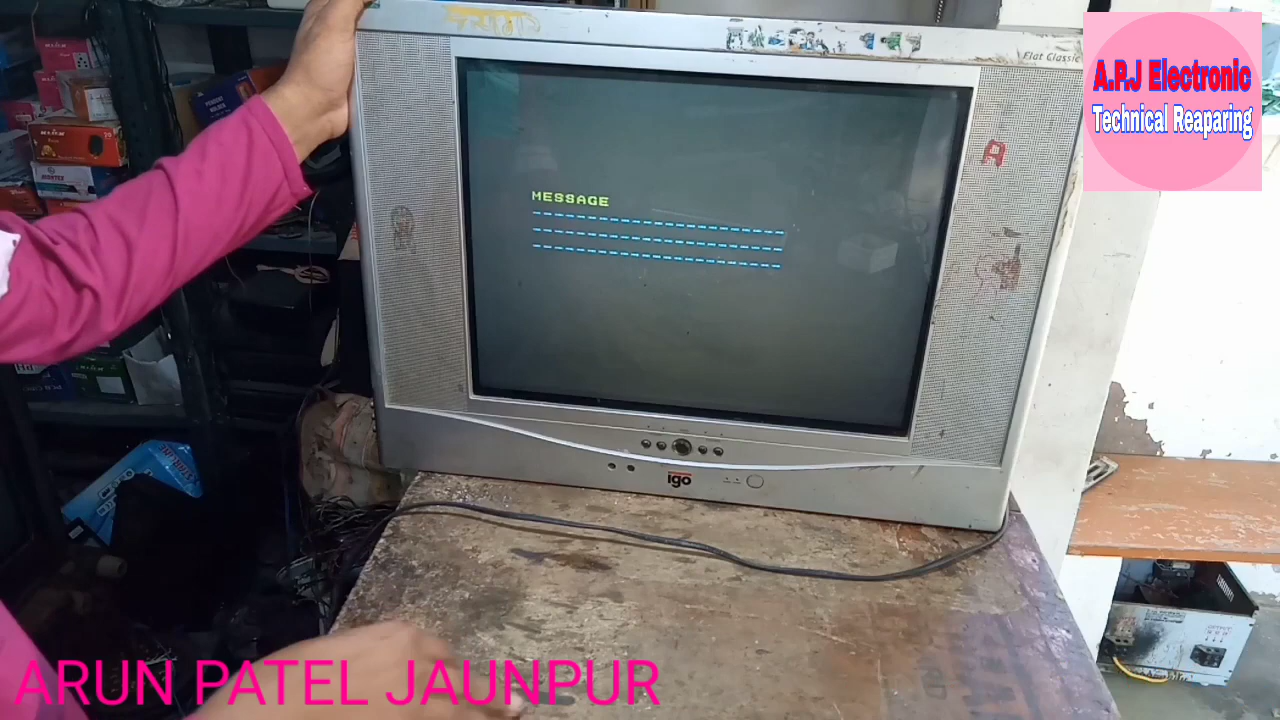 Flat Classic
A.R.J Electronic
Technical Reaparing
MESSAGE
igo
ARUN PATEL JAUNPUR